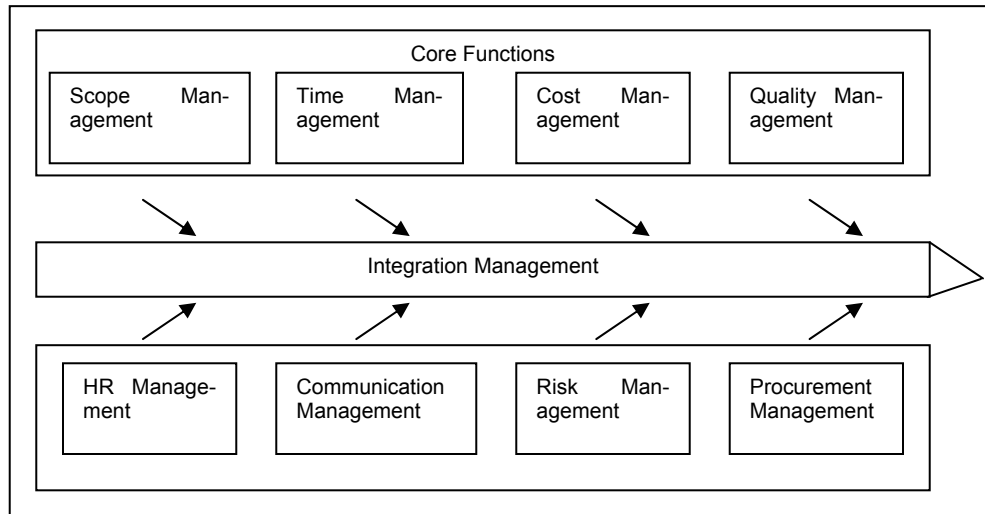 Core Functions
Scope Man-
agement
Time Man-
agement
Cost Man-
agement
Quality Man-
agement
Integration Management
HR Manage-
ment
Communication
Management
Risk Man-
agement
Procurement
Management